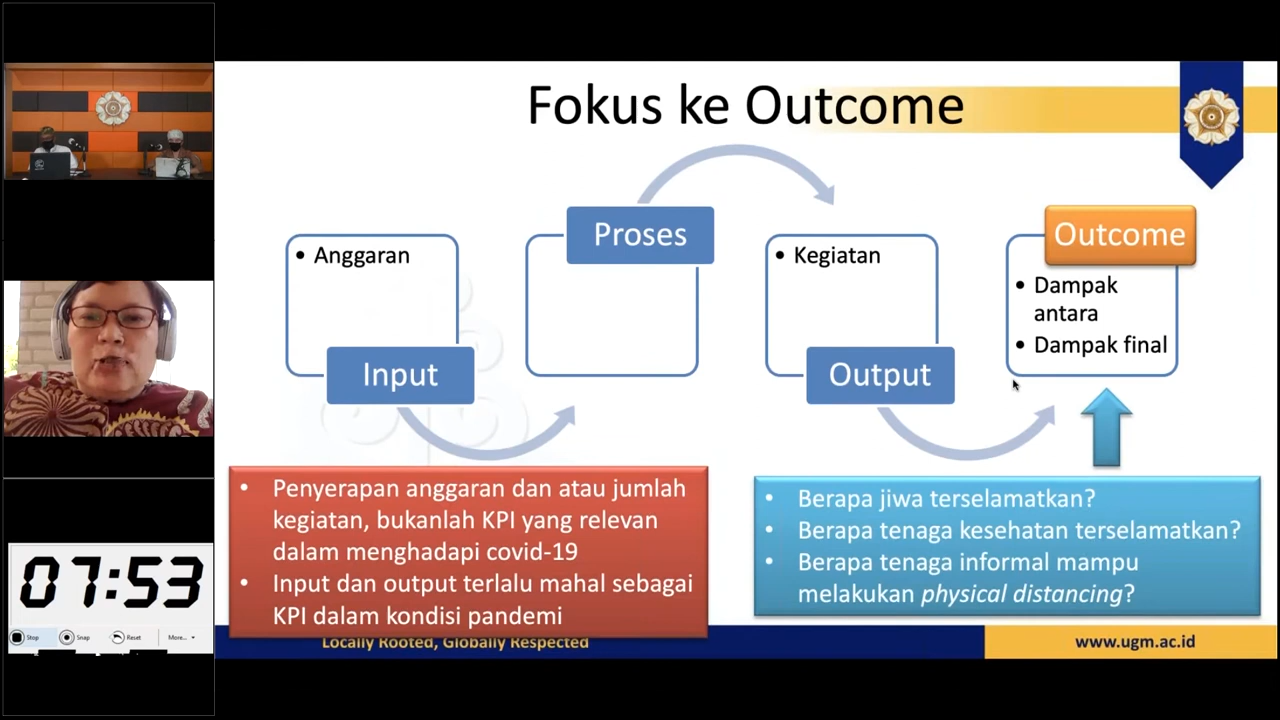 Fokus ke Outcome
• Anggaran
Input
Proses
• Kegiatan
Output
Outcome
• Dampak
antara
• Dampak final
• Penyerapan anggaran dan atau jumlah
kegiatan, bukanlah KPI yang relevan
dalam menghadapi covid-19
• Input dan output terlalu mahal sebagai
KPI dalam kondisi pandemi
• Berapa jiwa terselamatkan?
• Berapa tenaga kesehatan terselamatkan?
• Berapa tenaga informal mampu
melakukan physical distancing?
Locally Rooted, Globally Respected
www.ugm.ac.id
07:53
Stop
Snap
Reset
More...